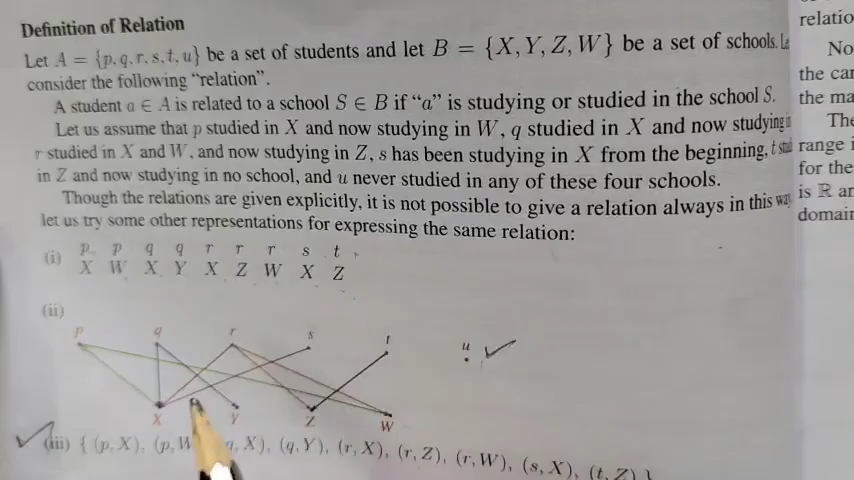 Definition of Relation
Let A = {p, q, r, s, t, u} be a set of students and let B = {X, Y, Z, W} be a set of schools.
consider the following “relation”.
A student a ∈ A is related to a school S ∈ B if “a” is studying or studied in the school S.
Let us assume that p studied in X and now studying in W, q studied in X and now studying
r studied in X and W, and now studying in Z, s has been studying in X from the beginning, t
in Z and now studying in no school, and u never studied in any of these four schools.
Though the relations are given explicitly, it is not possible to give a relation always in this way
let us try some other representations for expressing the same relation:
(i) p p q q r r r s t
X W X Y X Z W X Z
(ii)
p q r s t u
X Y Z W
(iii) { (p, X), (p, W q, X), (q, Y), (r, X), (r, Z), (r, W), (s, X), (t, Z) }
relatio
No
the car
the ma
The
range i
for the
is ℝ ar
domain